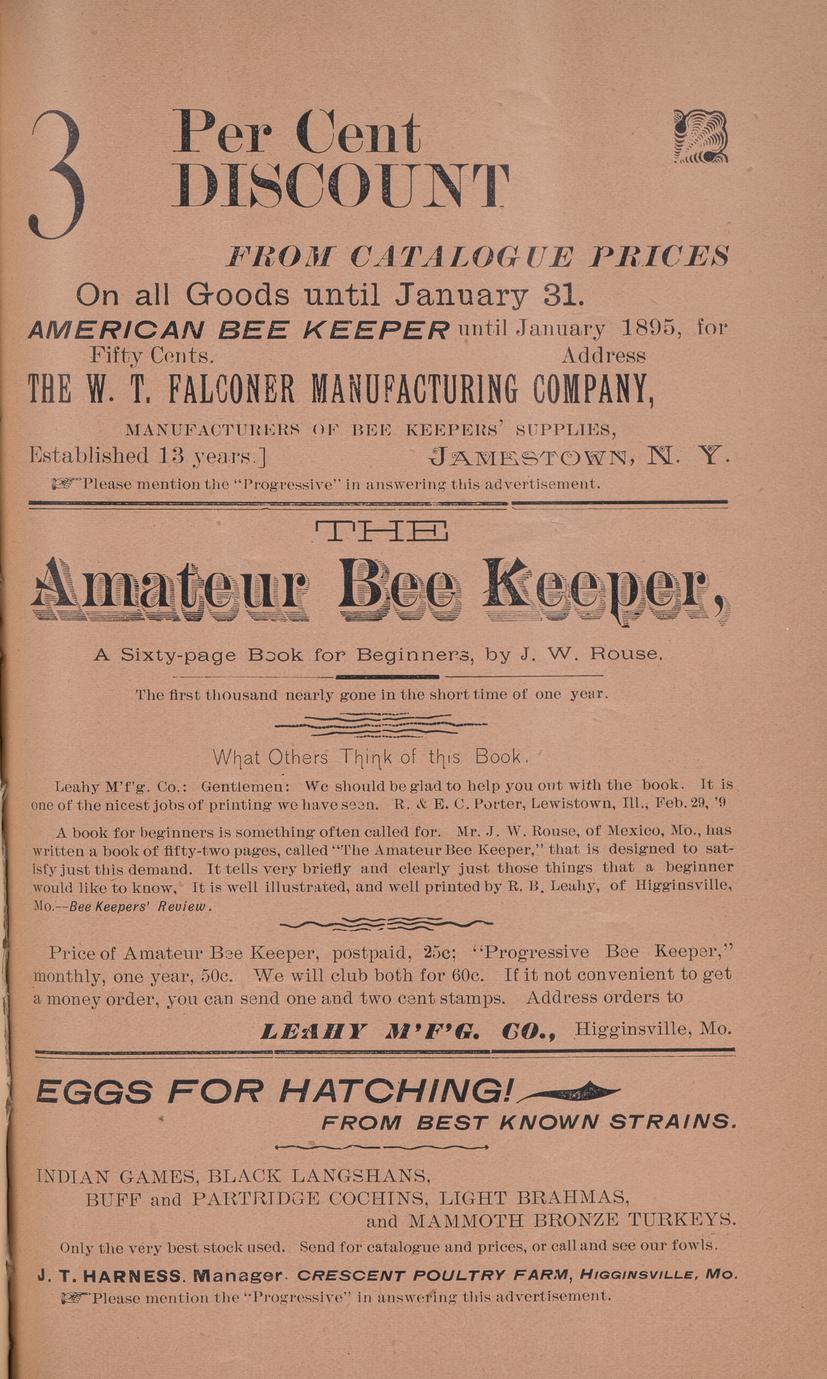 3 Per Cent
DISCOUNT
FROM CATALOGUE PRICES
On all Goods until January 31.
AMERICAN BEE KEEPER until January 1895, for
Fifty Cents. Address
THE W. T. FALCONER MANUFACTURING COMPANY,
MANUFACTURERS OF BEE KEEPERS' SUPPLIES,
Established 13 years.] JAMESTOWN, N. Y.
☞Please mention the "Progressive" in answering this advertisement.
THE
Amateur Bee Keeper,
A Sixty-page Book for Beginners, by J. W. Rouse.
The first thousand nearly gone in the short time of one year.
What Others Think of this Book.
Leahy M'f'g. Co.: Gentlemen: We should be glad to help you out with the book. It is
one of the nicest jobs of printing we have seen. R. & E. C. Porter, Lewistown, Ill., Feb. 29, '9
A book for beginners is something often called for. Mr. J. W. Rouse, of Mexico, Mo., has
written a book of fifty-two pages, called "The Amateur Bee Keeper," that is designed to sat-
isfy just this demand. It tells very briefly and clearly just those things that a beginner
would like to know. It is well illustrated, and well printed by R. B. Leahy, of Higginsville,
Mo.--Bee Keepers' Review.
Price of Amateur Bee Keeper, postpaid, 25c; "Progressive Bee Keeper,"
monthly, one year, 50c. We will club both for 60c. If it not convenient to get
a money order, you can send one and two cent stamps. Address orders to
LEAHY M'F'G. CO., Higginsville, Mo.
EGGS FOR HATCHING!
FROM BEST KNOWN STRAINS.
INDIAN GAMES, BLACK LANGSHANS,
BUFF and PARTRIDGE COCHINS, LIGHT BRAHMAS,
and MAMMOTH BRONZE TURKEYS.
Only the very best stock used. Send for catalogue and prices, or call and see our fowls.
J. T. HARNESS. Manager. CRESCENT POULTRY FARM, HIGGINSVILLE, MO.
☞Please mention the "Progressive" in answering this advertisement.